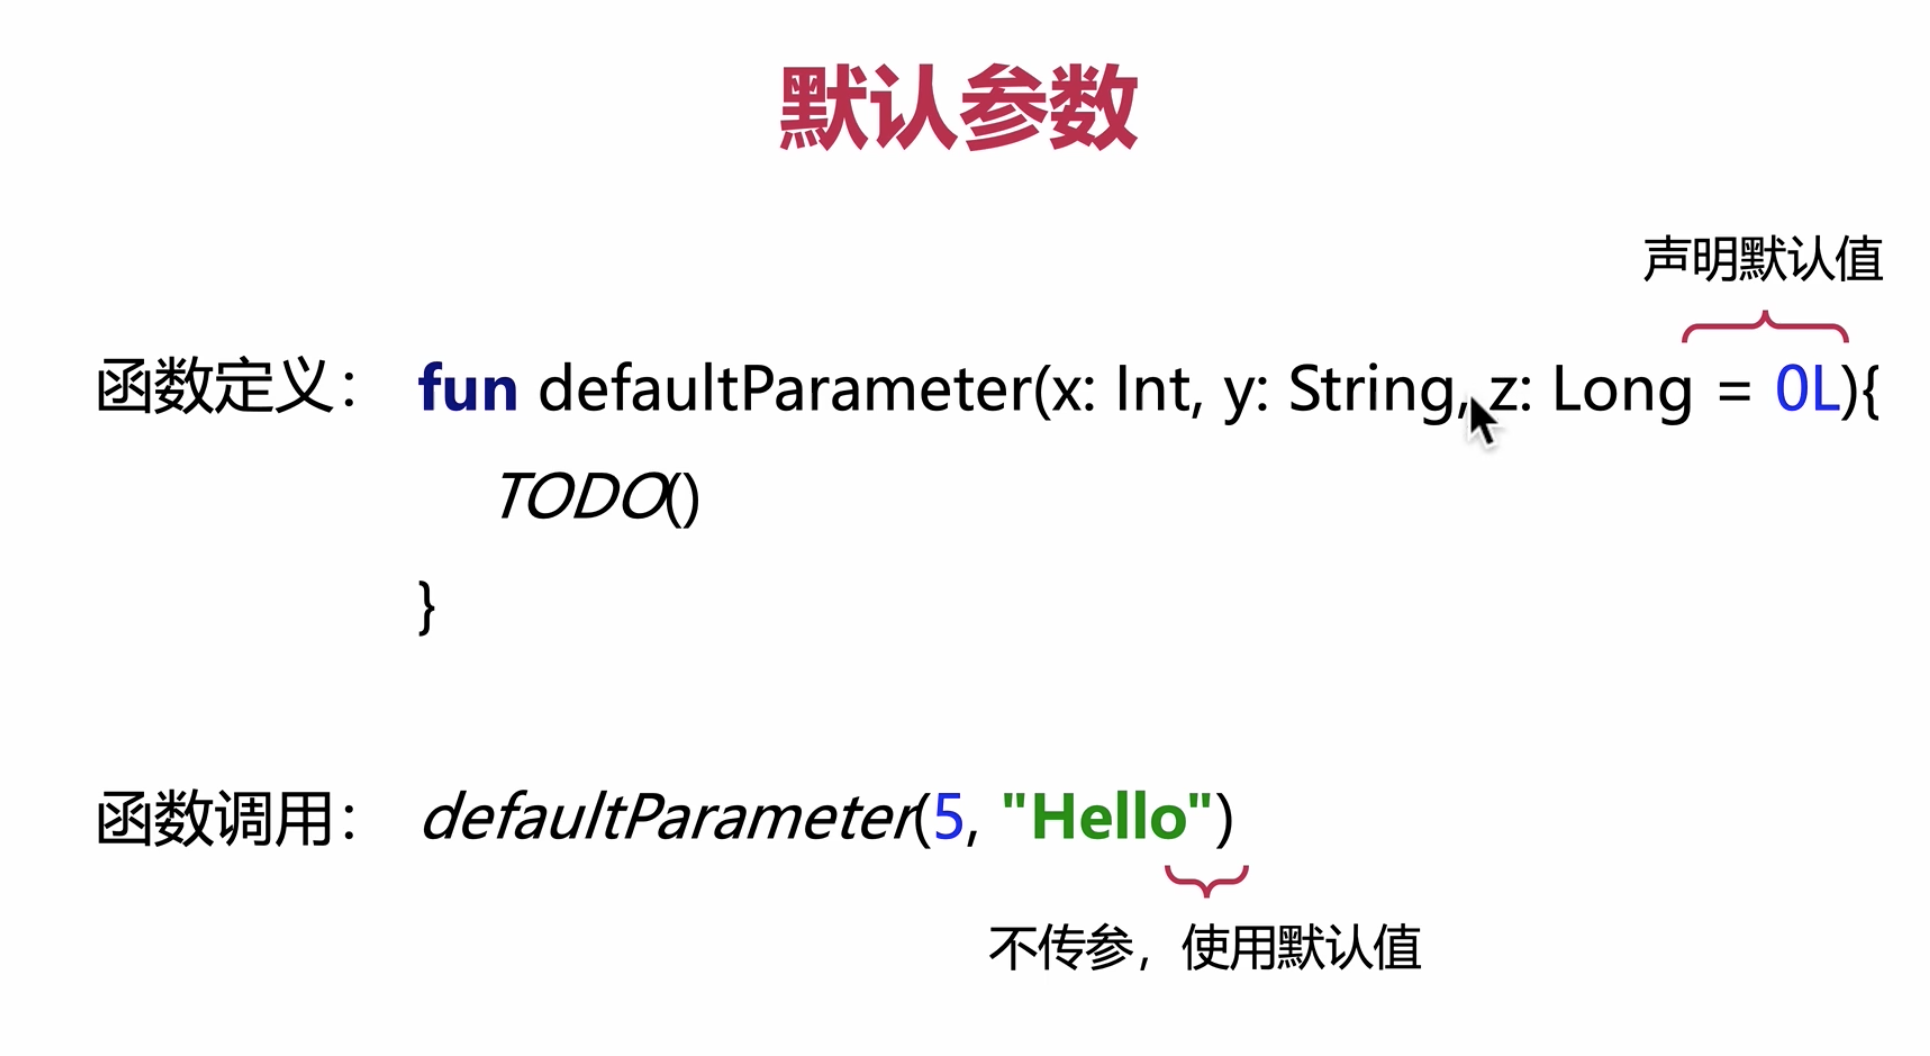 默认参数
声明默认值
函数定义： fun defaultParameter(x: Int, y: String, z: Long = 0L){
TODO()
}
函数调用： defaultParameter(5, "Hello")
不传参，使用默认值